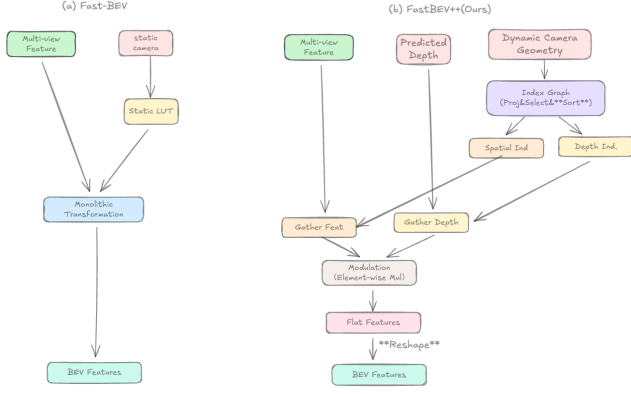 (a) Fast-BEV
Multi-view
Feature
static
camera
Static LUT
Monolithic
Transformation
BEV Features
(b) FastBEV++(Ours)
Multi-view
Feature
Predicted
Depth
Dynamic Camera
Geometry
Index Graph
(Proj&Select&**Sort**)
Spatial Ind
Depth Ind.
Gather Feat
Gather Depth
Modulation
(Element-wise Mul)
Flat Features
**Reshape**
BEV Features